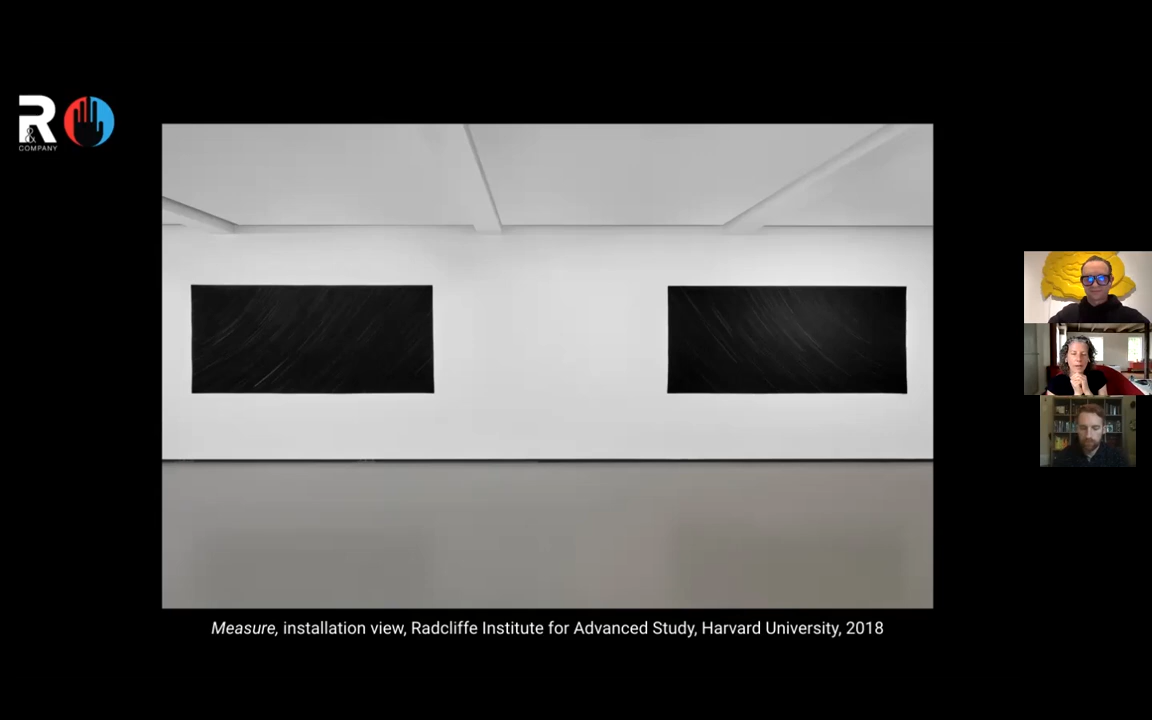 R
&
COMPANY
Measure, installation view, Radcliffe Institute for Advanced Study, Harvard University, 2018